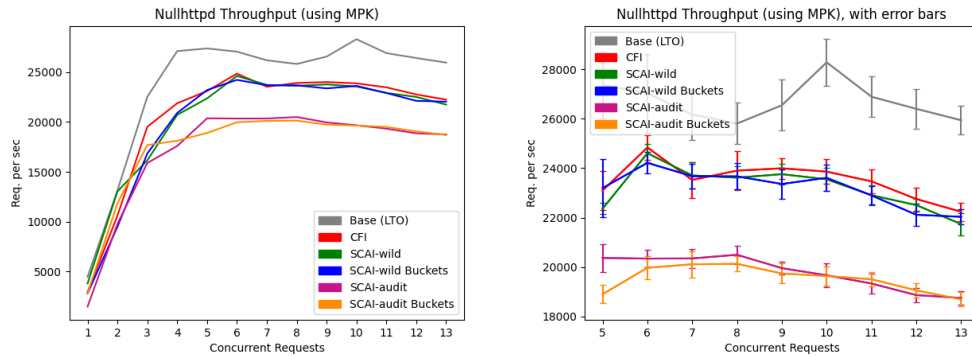 Nullhttpd Throughput (using MPK)
Req. per sec
25000
20000
15000
10000
5000
Base (LTO)
CFI
SCAI-wild
SCAI-wild Buckets
SCAI-audit
SCAI-audit Buckets
1 2 3 4 5 6 7 8 9 10 11 12 13
Concurrent Requests
Nullhttpd Throughput (using MPK), with error bars
Req. per sec
28000
26000
24000
22000
20000
18000
Base (LTO)
CFI
SCAI-wild
SCAI-wild Buckets
SCAI-audit
SCAI-audit Buckets
5 6 7 8 9 10 11 12 13
Concurrent Requests